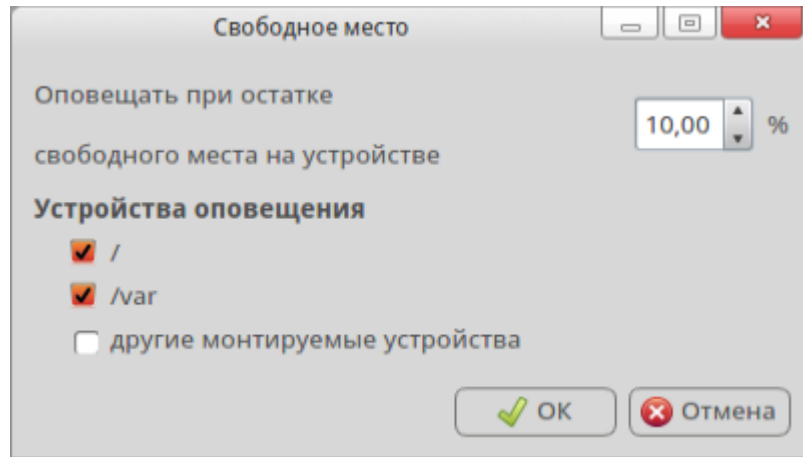 Свободное место
Оповещать при остатке
10,00 %
свободного места на устройстве
Устройства оповещения
/
/var
другие монтируемые устройства
ОК Отмена